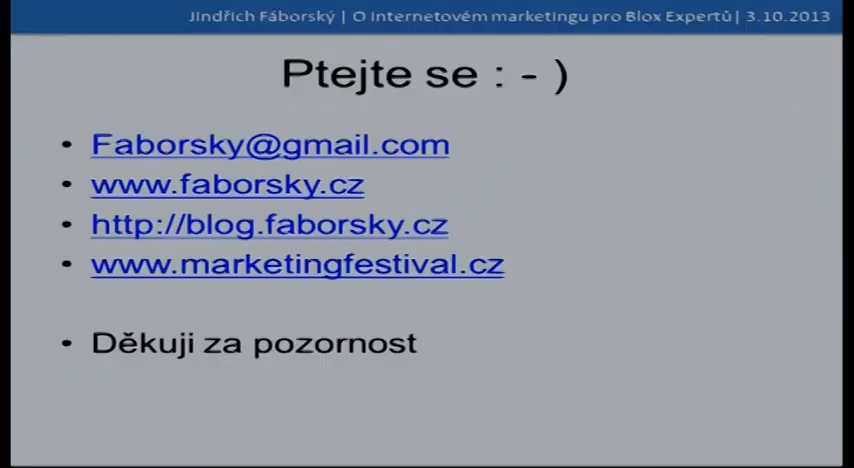 Jindřich Fáborský | O internetovém marketingu pro Blox Expertů| 3.10.2013
Ptejte se : - )
• Faborsky@gmail.com
• www.faborsky.cz
• http://blog.faborsky.cz
• www.marketingfestival.cz
• Děkuji za pozornost